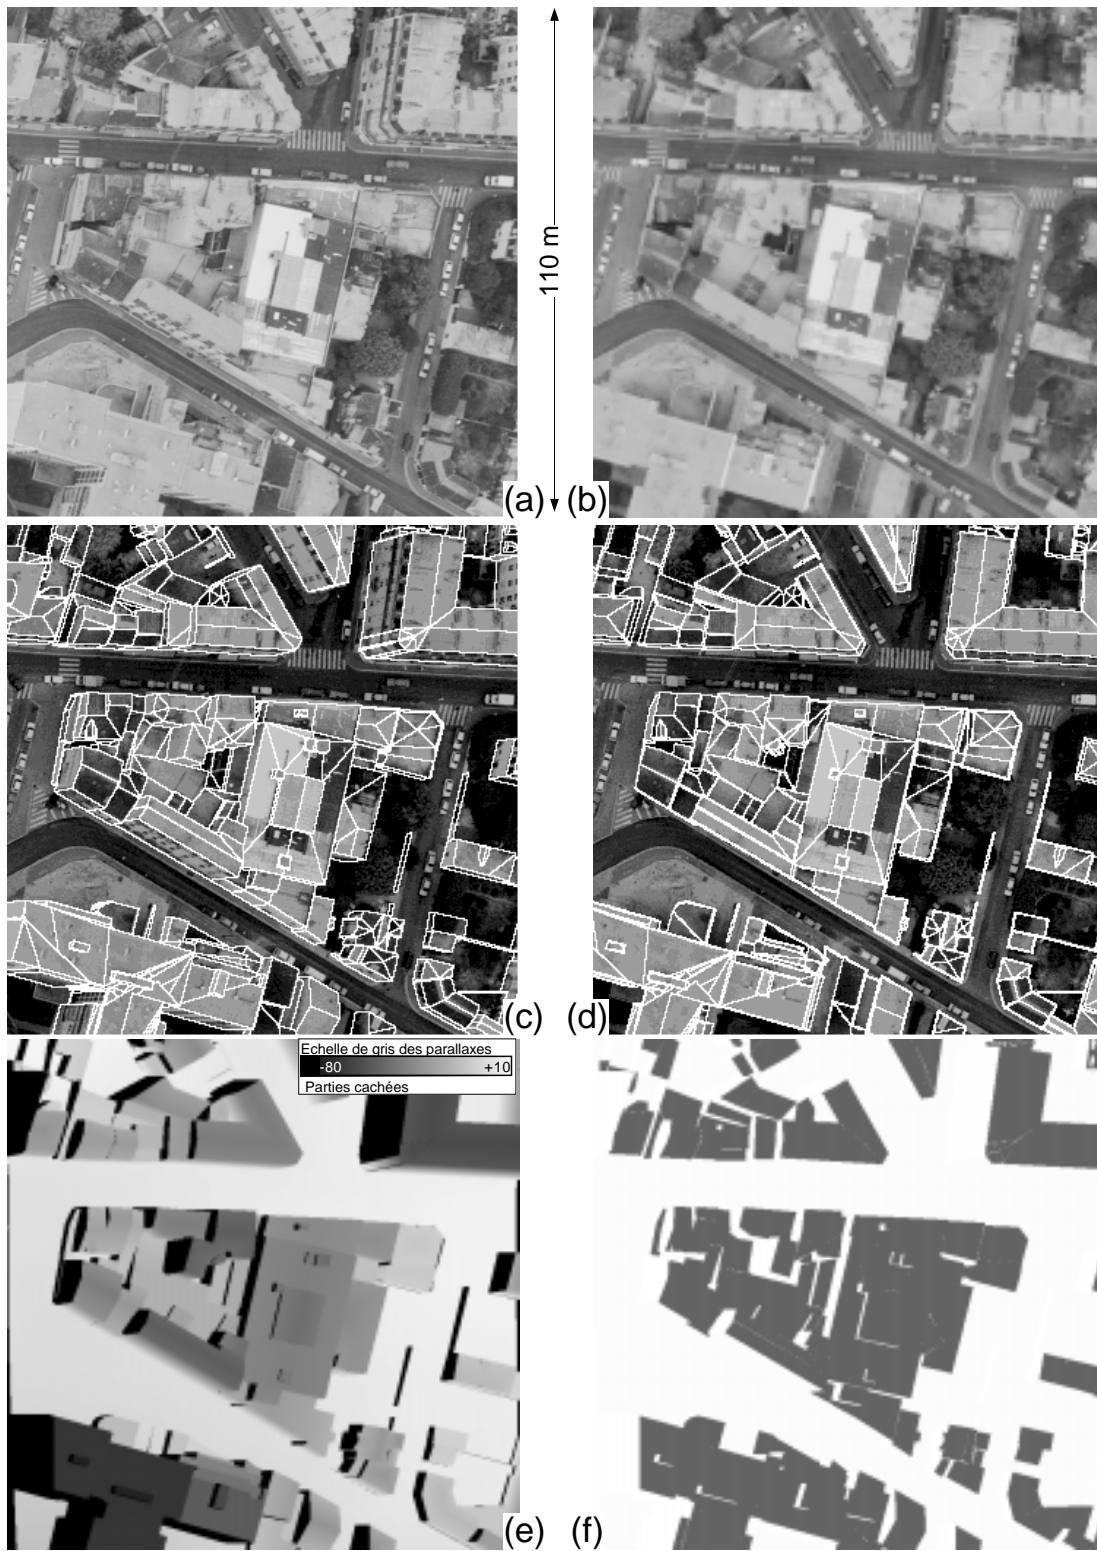 110 m
(a) (b)
(c) (d)
Echelle de gris des parallaxes
-80 +10
Parties cachées
(e) (f)